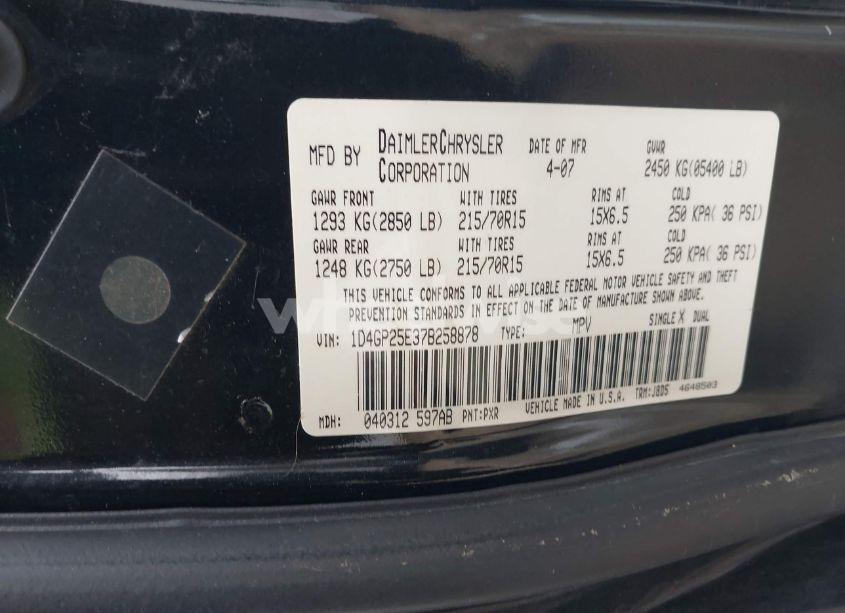 MFD BY DAIMLERCHRYSLER CORPORATION DATE OF MFR 4-07 GVWR 2450 KG(05400 LB)
GAWR FRONT WITH TIRES RIMS AT COLD
1293 KG(2850 LB) 215/70R15 15X6.5 250 KPA( 36 PSI)
GAWR REAR WITH TIRES RIMS AT COLD
1248 KG(2750 LB) 215/70R15 15X6.5 250 KPA( 36 PSI)
THIS VEHICLE CONFORMS TO ALL APPLICABLE FEDERAL MOTOR VEHICLE SAFETY AND THEFT
PREVENTION STANDARDS IN EFFECT ON THE DATE OF MANUFACTURE SHOWN ABOVE.
VIN: 1D4GP25E37B258878 TYPE: MPV SINGLE X DUAL
MDH: 040312 597AB PNT:PXR VEHICLE MADE IN U.S.A. TRM:J8D5 4648503